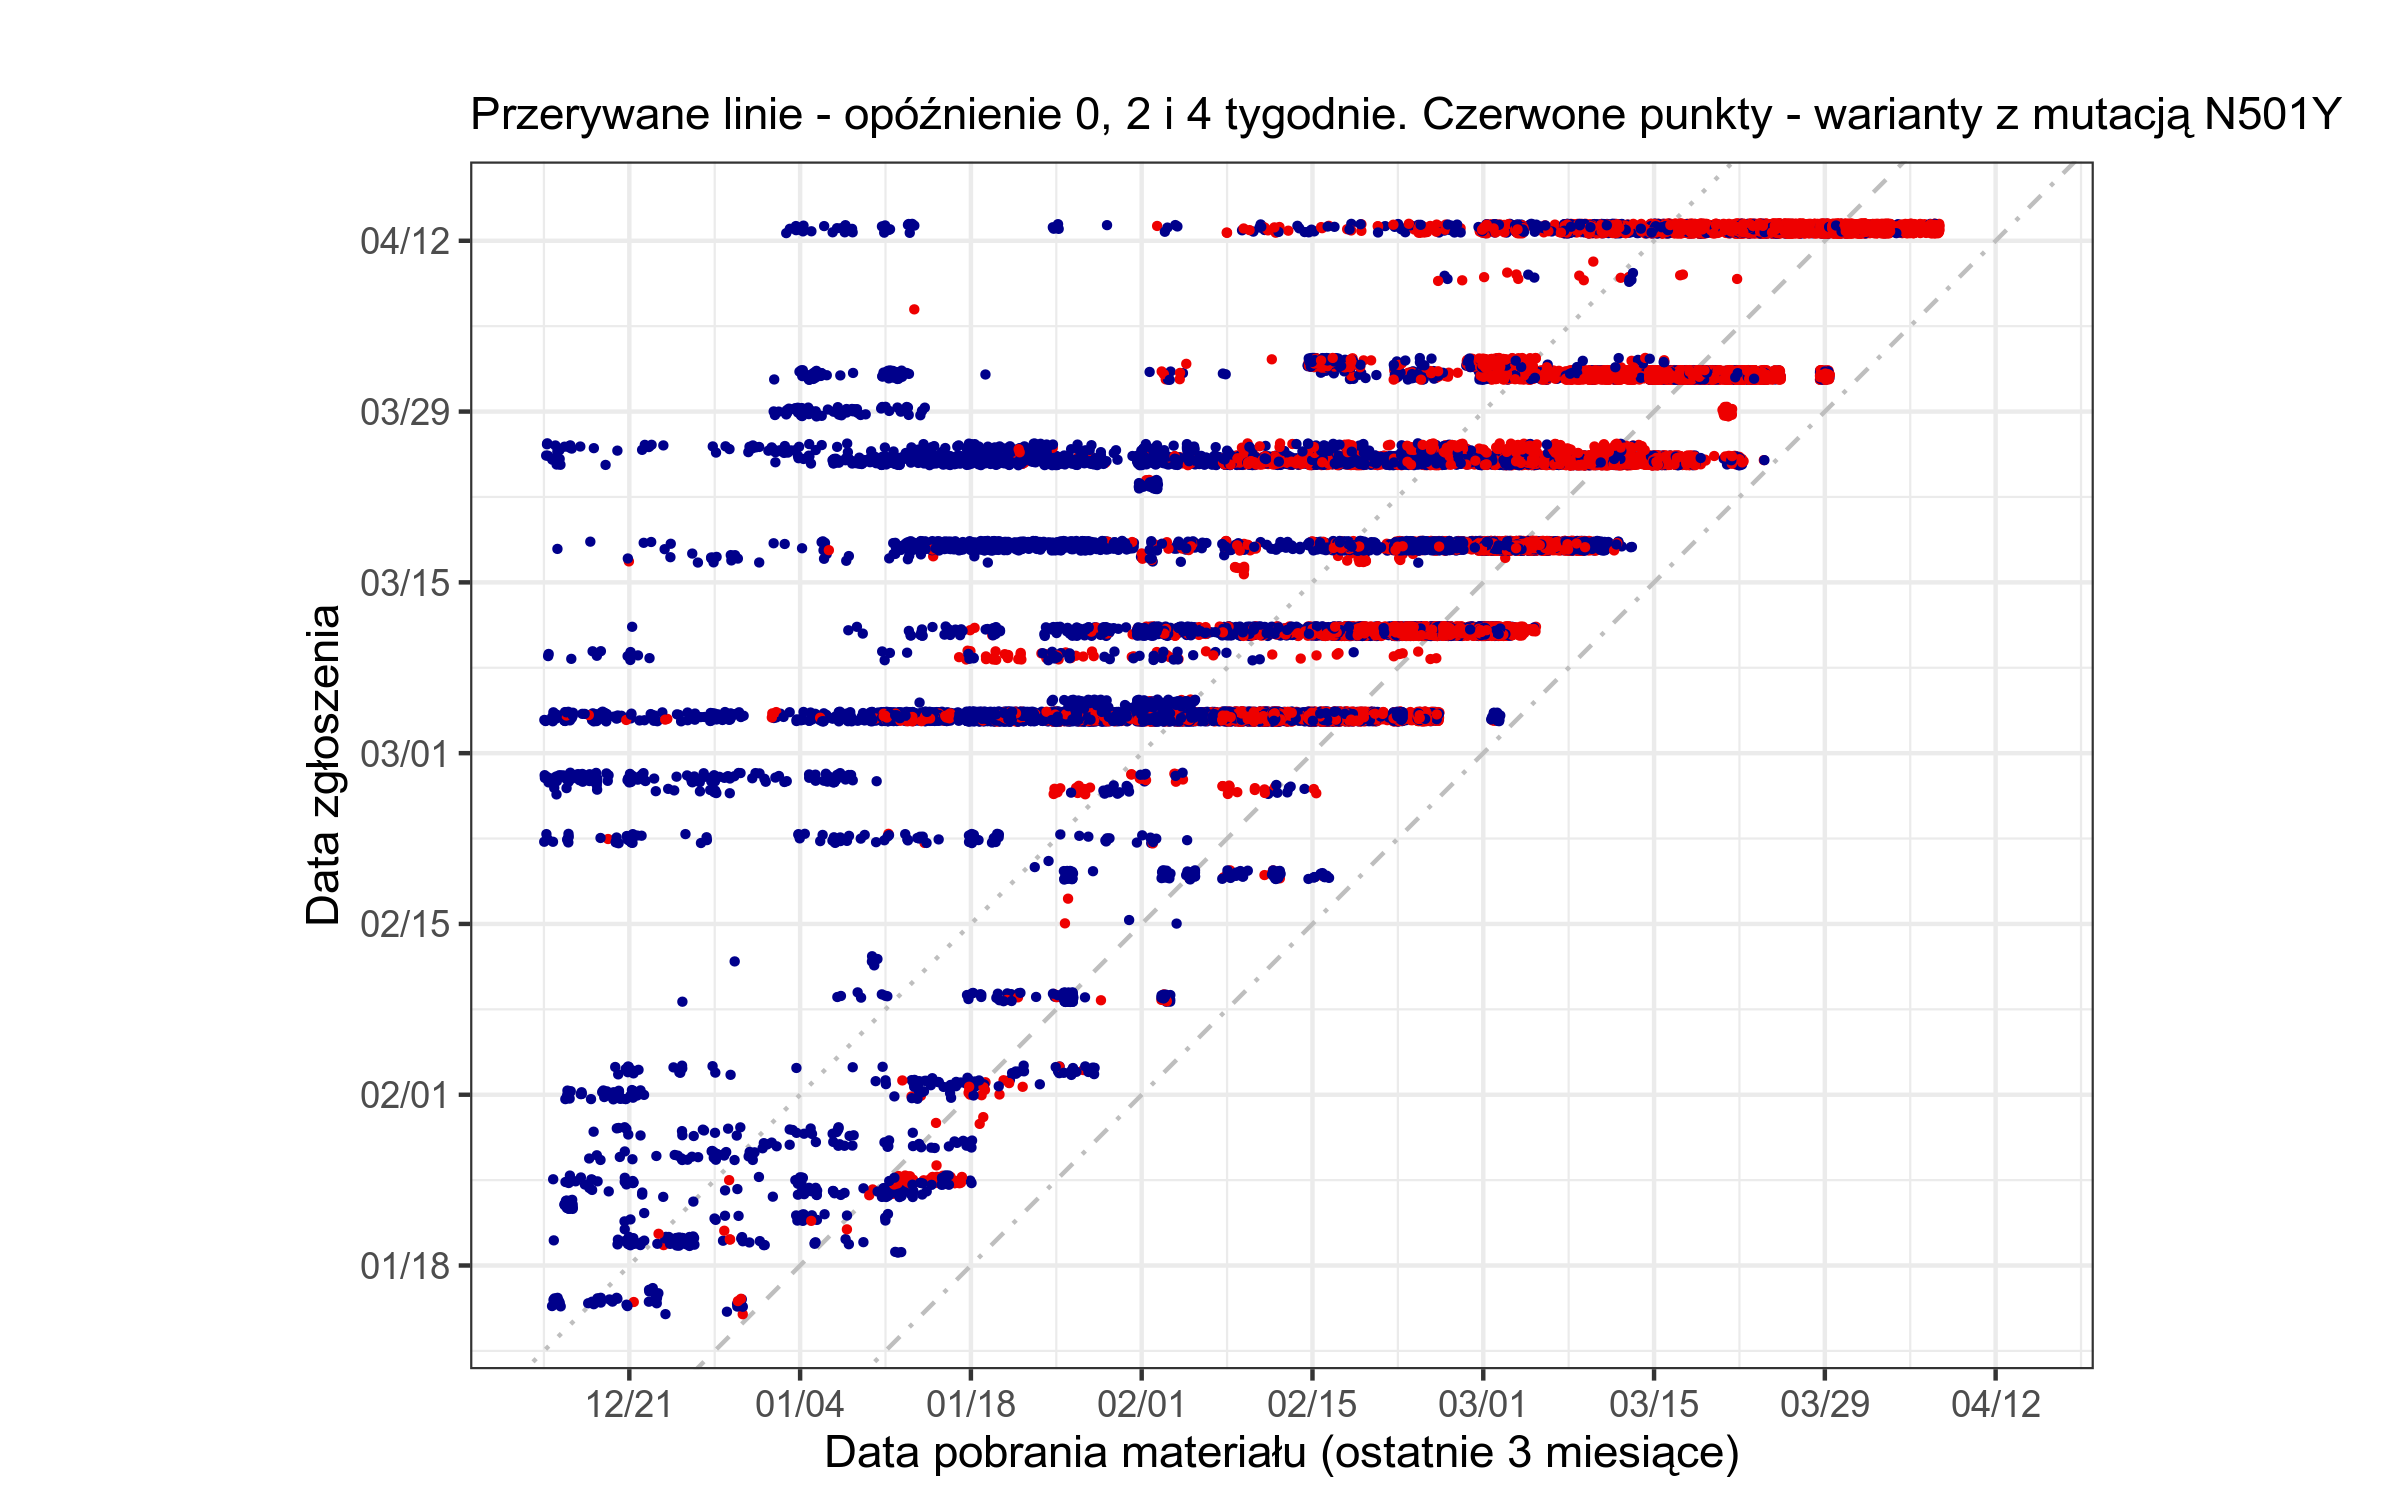 Przerywane linie - opóźnienie 0, 2 i 4 tygodnie. Czerwone punkty - warianty z mutacją N501Y
Data zgłoszenia
04/12
03/29
03/15
03/01
02/15
02/01
01/18
12/21 01/04 01/18 02/01 02/15 03/01 03/15 03/29 04/12
Data pobrania materiału (ostatnie 3 miesiące)